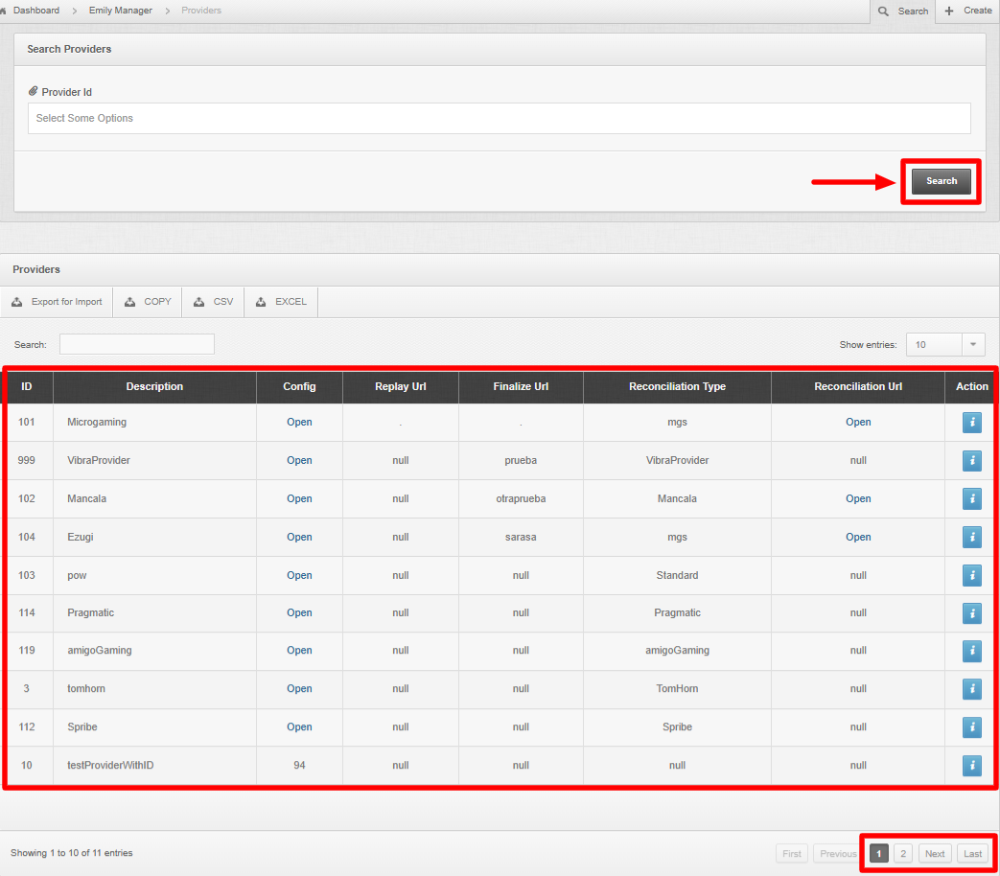 Dashboard > Emily Manager > Providers Search + Create
Search Providers
Provider Id
Select Some Options
Search
Providers
Export for Import COPY CSV EXCEL
Search: Show entries: 10
ID Description Config Replay Url Finalize Url Reconciliation Type Reconciliation Url Action
101 Microgaming Open . . mgs Open i
999 VibraProvider Open null prueba VibraProvider null i
102 Mancala Open null otraprueba Mancala Open i
104 Ezugi Open null sarasa mgs Open i
103 pow Open null null Standard null i
114 Pragmatic Open null null Pragmatic null i
119 amigoGaming Open null null amigoGaming null i
3 tomhorn Open null null TomHorn null i
112 Spribe Open null null Spribe null i
10 testProviderWithID 94 null null null null i
Showing 1 to 10 of 11 entries First Previous 1 2 Next Last